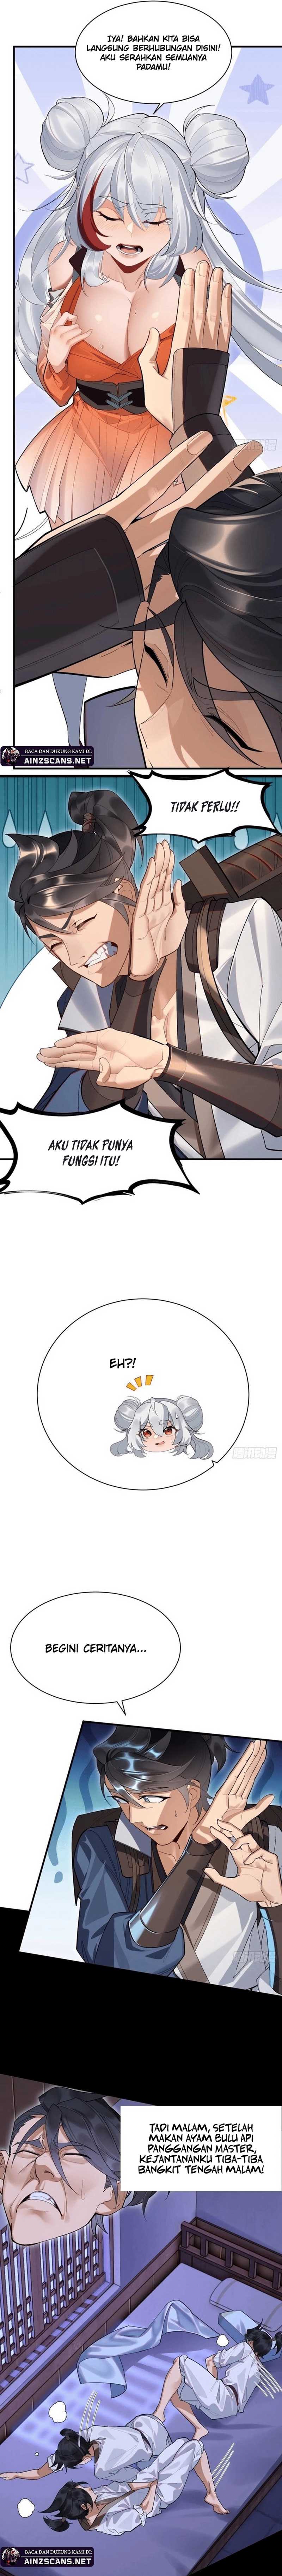 IYA! BAHKAN KITA BISA
LANGSUNG BERHUBUNGAN DISINI!
AKU SERAHKAN SEMUANYA
PADAMU!
BACA DAN DUKUNG KAMI DI:
AINZSCANS.NET
TIDAK PERLU!!
AKU TIDAK PUNYA
FUNGSI ITU!
EH?!
BEGINI CERITANYA...
TADI MALAM, SETELAH
MAKAN AYAM BULU API
PANGGANGAN MASTER,
KEJANTANANKU TIBA-TIBA
BANGKIT TENGAH MALAM!
BACA DAN DUKUNG KAMI DI:
AINZSCANS.NET